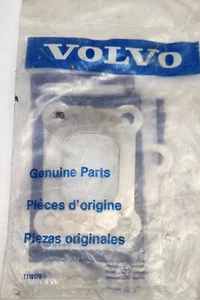 VOLVO
Genuine Parts
Pièces d'origine
Piezas originales